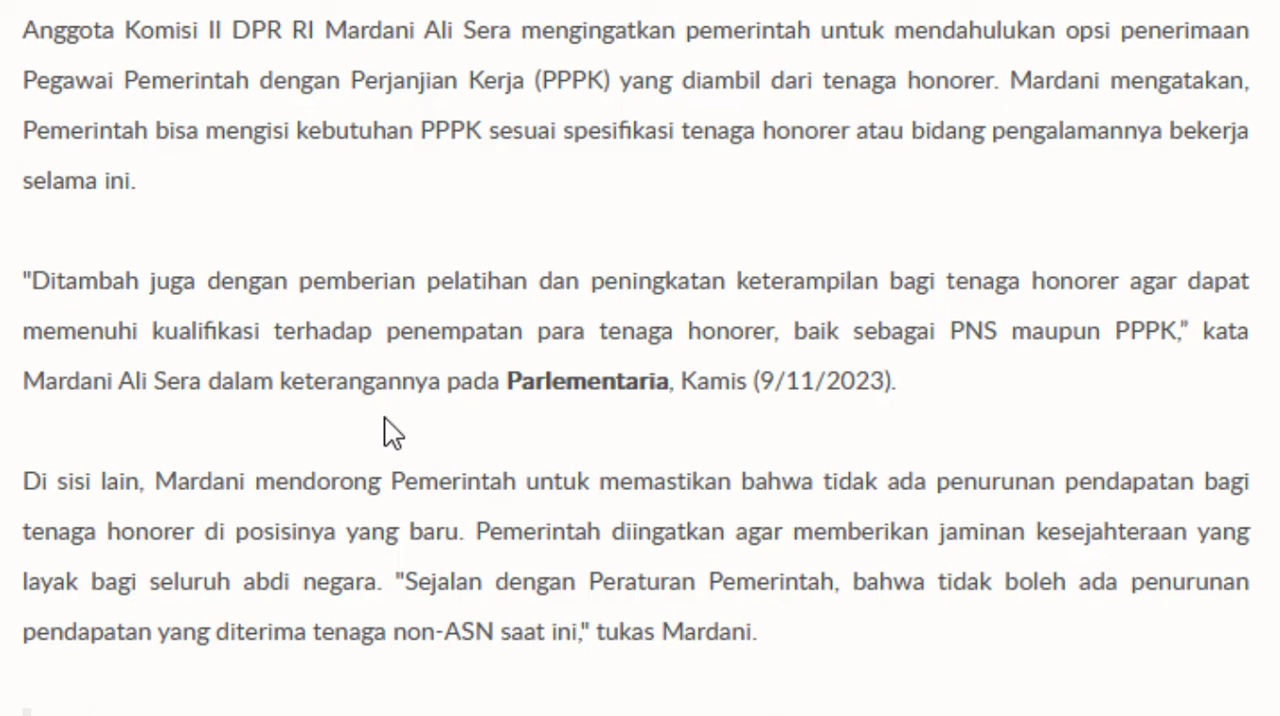 Anggota Komisi II DPR RI Mardani Ali Sera mengingatkan pemerintah untuk mendahulukan opsi penerimaan
Pegawai Pemerintah dengan Perjanjian Kerja (PPPK) yang diambil dari tenaga honorer. Mardani mengatakan,
Pemerintah bisa mengisi kebutuhan PPPK sesuai spesifikasi tenaga honorer atau bidang pengalamannya bekerja
selama ini.
"Ditambah juga dengan pemberian pelatihan dan peningkatan keterampilan bagi tenaga honorer agar dapat
memenuhi kualifikasi terhadap penempatan para tenaga honorer, baik sebagai PNS maupun PPPK,” kata
Mardani Ali Sera dalam keterangannya pada Parlementaria, Kamis (9/11/2023).
Di sisi lain, Mardani mendorong Pemerintah untuk memastikan bahwa tidak ada penurunan pendapatan bagi
tenaga honorer di posisinya yang baru. Pemerintah diingatkan agar memberikan jaminan kesejahteraan yang
layak bagi seluruh abdi negara. "Sejalan dengan Peraturan Pemerintah, bahwa tidak boleh ada penurunan
pendapatan yang diterima tenaga non-ASN saat ini," tukas Mardani.